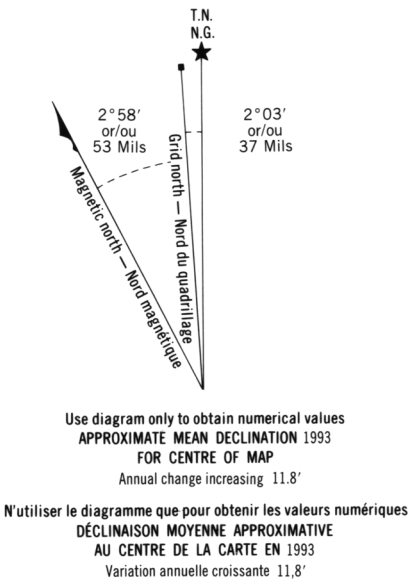 T.N.
N.G.
2°58′
or/ou
53 Mils
2°03′
or/ou
37 Mils
Grid north — Nord du quadrillage
Magnetic north — Nord magnétique
Use diagram only to obtain numerical values
APPROXIMATE MEAN DECLINATION 1993
FOR CENTRE OF MAP
Annual change increasing 11.8′
N'utiliser le diagramme que pour obtenir les valeurs numériques
DÉCLINAISON MOYENNE APPROXIMATIVE
AU CENTRE DE LA CARTE EN 1993
Variation annuelle croissante 11,8′